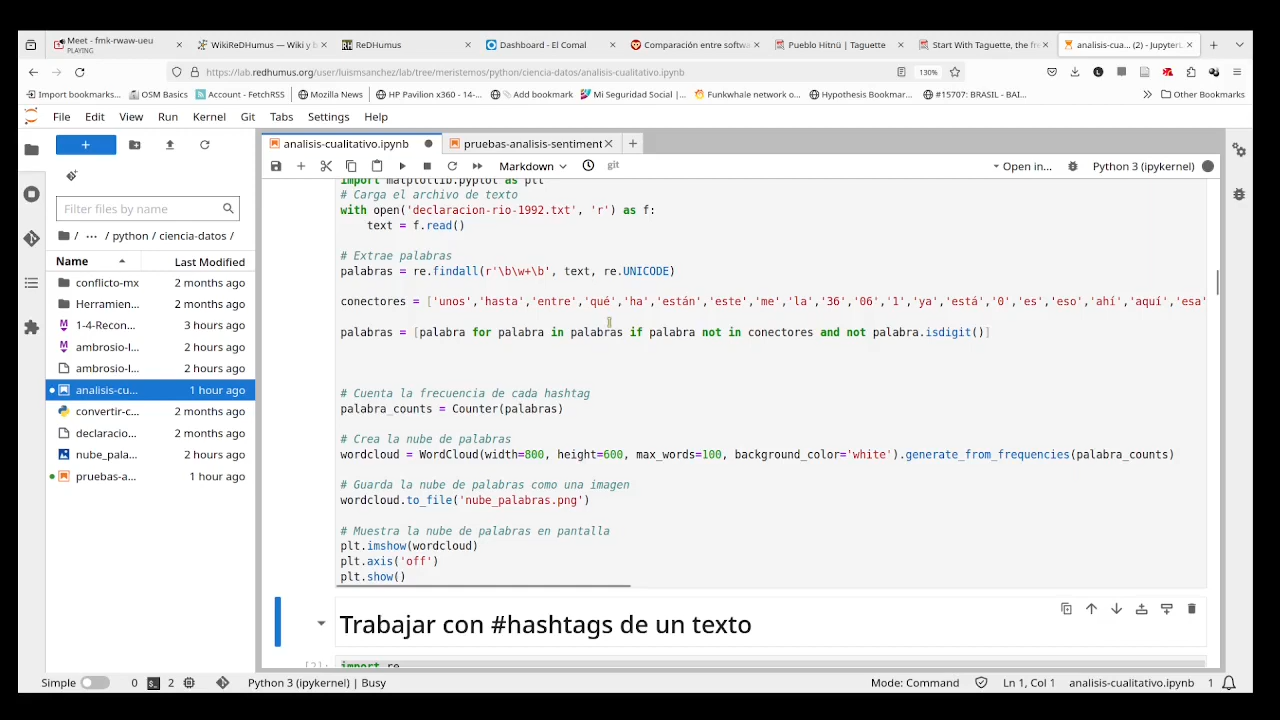 Meet - fmk-rwaw-ueu
PLAYING
WikiReDHumus — Wiki y b
ReDHumus
Dashboard - El Comal
Comparación entre softwa
Pueblo Hitnü | Taguette
Start With Taguette, the fre
analisis-cua... (2) - Jupyterl
https://lab.redhumus.org/user/luismsanchez/lab/tree/meristemos/python/ciencia-datos/analisis-cualitativo.ipynb
130%
Import bookmarks...
OSM Basics
Account - FetchRSS
Mozilla News
HP Pavilion x360 - 14-...
Add bookmark
Mi Seguridad Social |...
Funkwhale network o...
Hypothesis Bookmar...
#15707: BRASIL - BAI...
Other Bookmarks
File Edit View Run Kernel Git Tabs Settings Help
analisis-cualitativo.ipynb
pruebas-analisis-sentiment
Markdown
git
Open in...
Python 3 (ipykernel)
Filter files by name
/ ... / python / ciencia-datos /
Name Last Modified
conflicto-mx 2 months ago
Herramien... 2 months ago
1-4-Recon... 3 hours ago
ambrosio-l... 2 hours ago
ambrosio-l... 2 hours ago
analisis-cu... 1 hour ago
convertir-c... 2 months ago
declaracio... 2 months ago
nube_pala... 2 hours ago
pruebas-a... 1 hour ago
import matplotlib.pyplot as plt
# Carga el archivo de texto
with open('declaracion-rio-1992.txt', 'r') as f:
text = f.read()
# Extrae palabras
palabras = re.findall(r'\b\w+\b', text, re.UNICODE)
conectores = ['unos','hasta','entre','qué','ha','están','este','me','la','36','06','1','ya','está','0','es','eso','ahí','aquí','esa'
palabras = [palabra for palabra in palabras if palabra not in conectores and not palabra.isdigit()]
# Cuenta la frecuencia de cada hashtag
palabra_counts = Counter(palabras)
# Crea la nube de palabras
wordcloud = WordCloud(width=800, height=600, max_words=100, background_color='white').generate_from_frequencies(palabra_counts)
# Guarda la nube de palabras como una imagen
wordcloud.to_file('nube_palabras.png')
# Muestra la nube de palabras en pantalla
plt.imshow(wordcloud)
plt.axis('off')
plt.show()
Trabajar con #hashtags de un texto
[2]: import re
Simple 0 2 Python 3 (ipykernel) | Busy
Mode: Command Ln 1, Col 1 analisis-cualitativo.ipynb 1